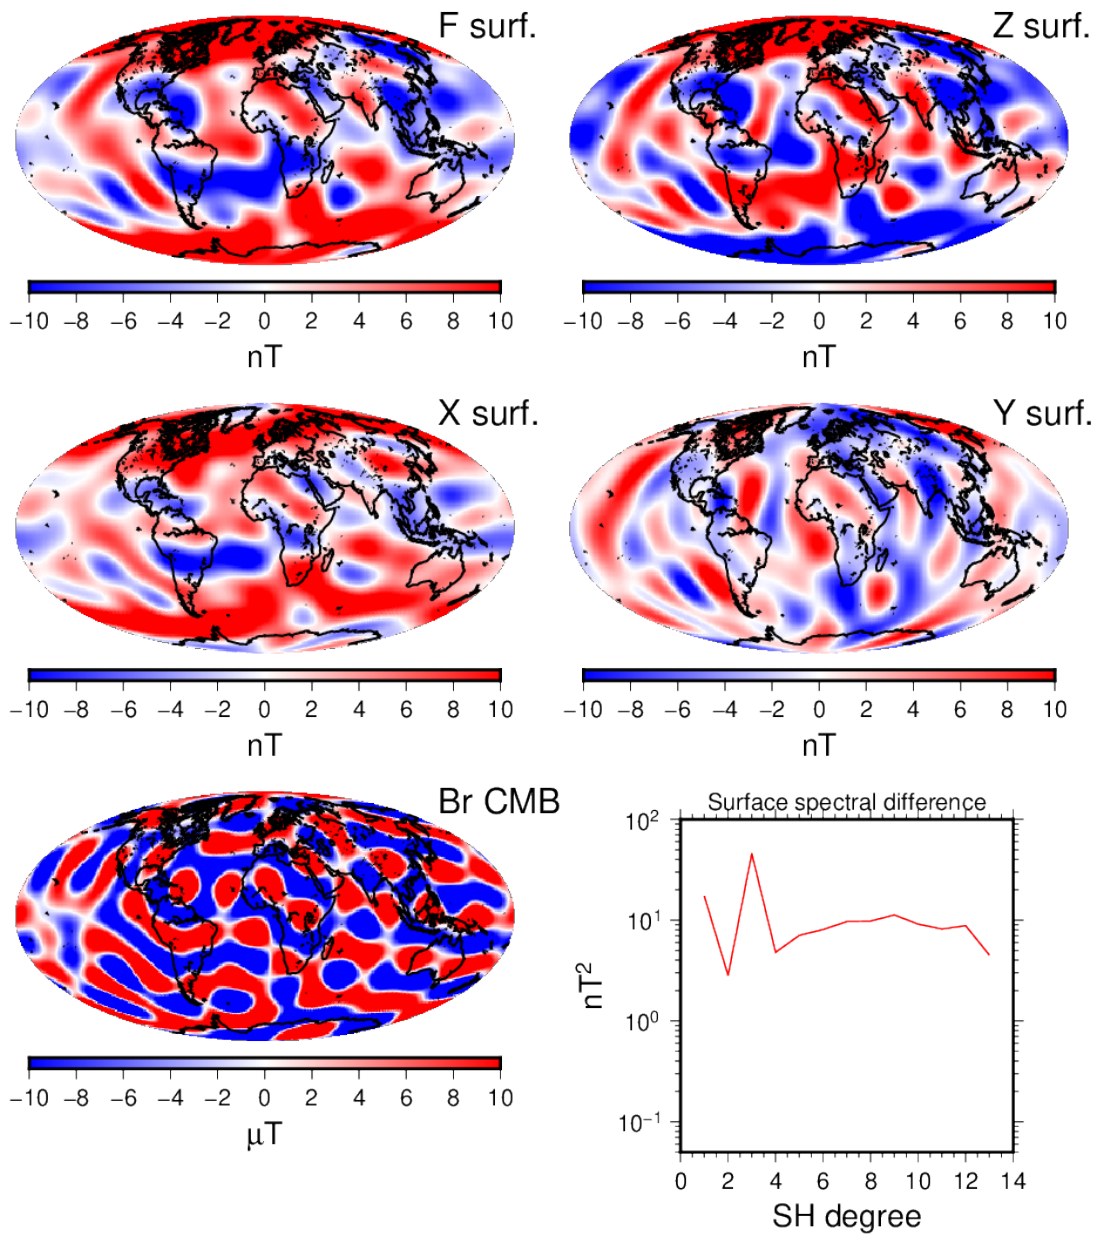 F surf.
−10 −8 −6 −4 −2 0 2 4 6 8 10
nT
Z surf.
−10 −8 −6 −4 −2 0 2 4 6 8 10
nT
X surf.
−10 −8 −6 −4 −2 0 2 4 6 8 10
nT
Y surf.
−10 −8 −6 −4 −2 0 2 4 6 8 10
nT
Br CMB
−10 −8 −6 −4 −2 0 2 4 6 8 10
μT
Surface spectral difference
10²
10¹
10⁰
10⁻¹
nT²
0 2 4 6 8 10 12 14
SH degree